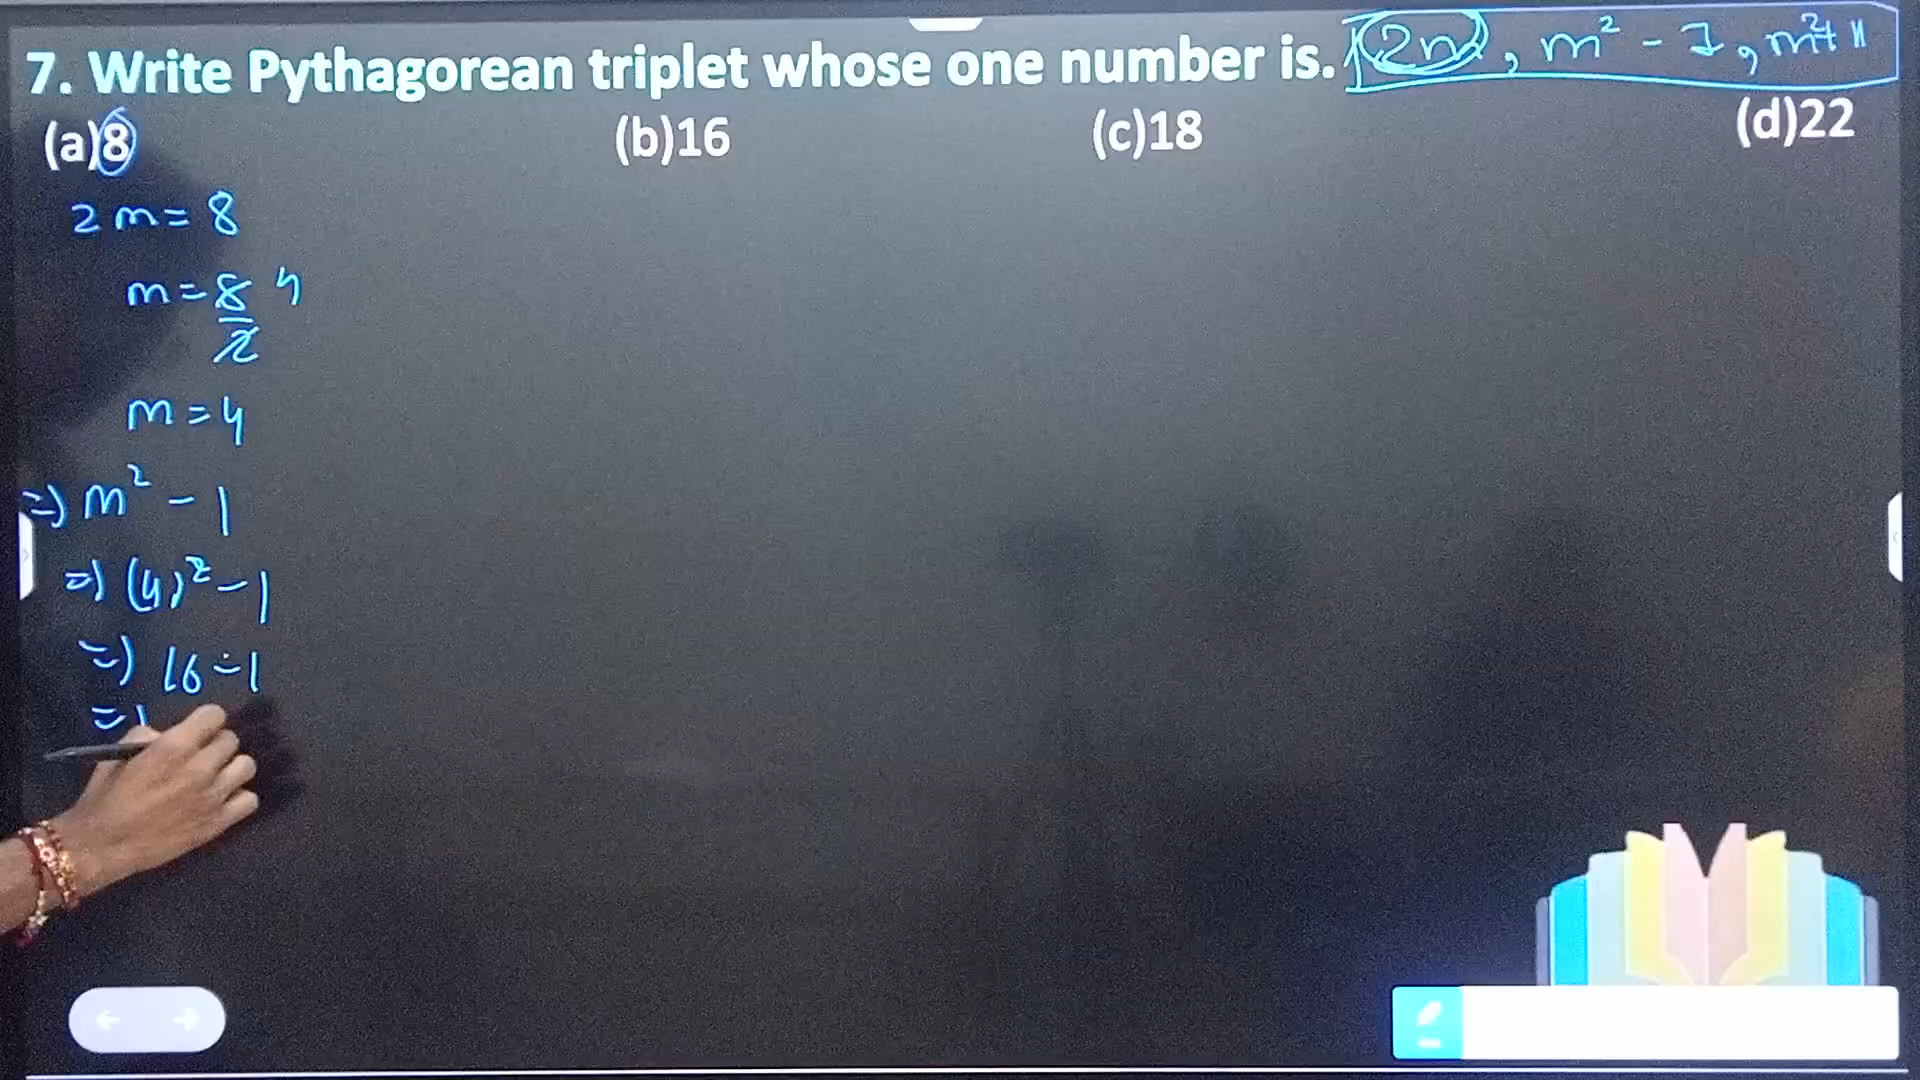 7. Write Pythagorean triplet whose one number is. 2m, m² - 1, m²+1
(a)8 (b)16 (c)18 (d)22
2m = 8
m = 8/2 4
m = 4
=) m² - 1
=) (4)² - 1
=) 16 - 1
=)